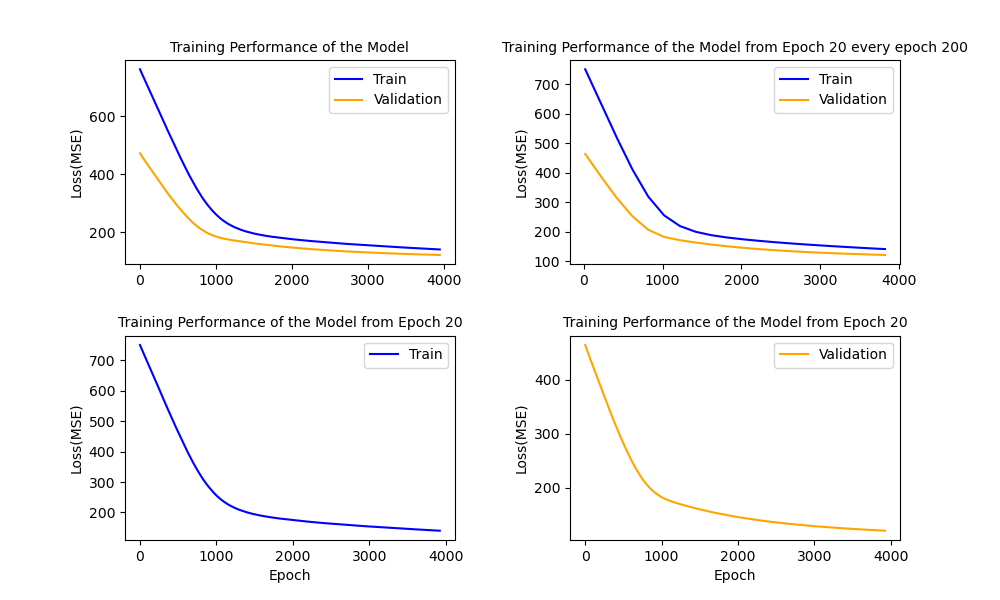 Training Performance of the Model
Train
Validation
600
400
200
0
1000
2000
3000
4000
Loss(MSE)
Training Performance of the Model from Epoch 20 every epoch 200
Train
Validation
700
600
500
400
300
200
100
0
1000
2000
3000
4000
Loss(MSE)
Training Performance of the Model from Epoch 20
Train
700
600
500
400
300
200
0
1000
2000
3000
4000
Loss(MSE)
Epoch
Training Performance of the Model from Epoch 20
Validation
400
300
200
0
1000
2000
3000
4000
Loss(MSE)
Epoch